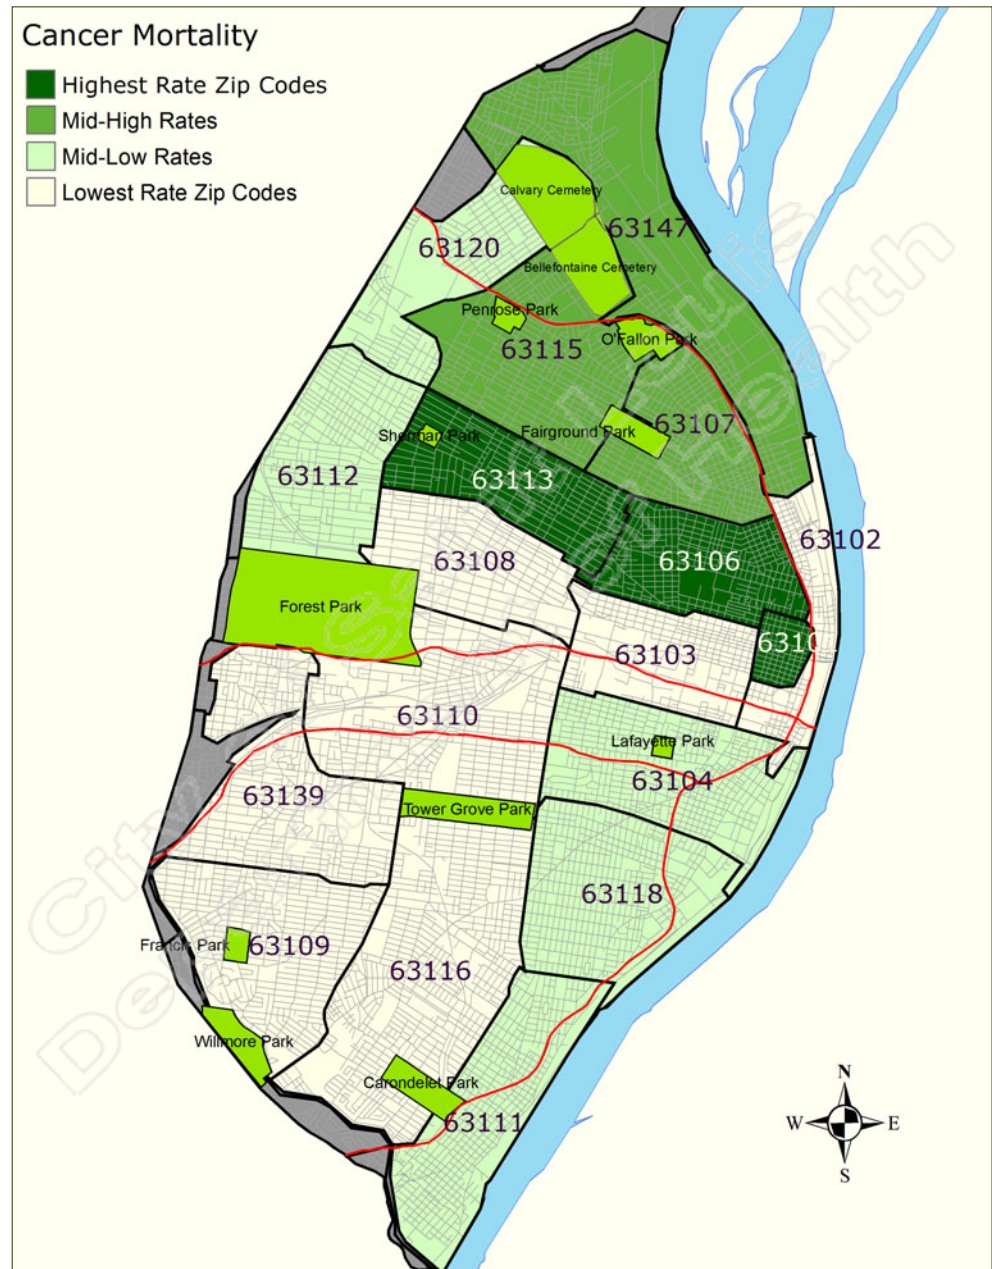 Cancer Mortality
Highest Rate Zip Codes
Mid-High Rates
Mid-Low Rates
Lowest Rate Zip Codes
Calvary Cemetery
63147
63120
Bellefontaine Cemetery
Penrose Park
O'Fallon Park
63115
63107
Sherman Park
Fairground Park
63112
63113
63102
63108
63106
Forest Park
63101
63103
63110
Lafayette Park
63104
63139
Tower Grove Park
63118
Francis Park
63109
63116
Willmore Park
Carondelet Park
63111
N
W
E
S